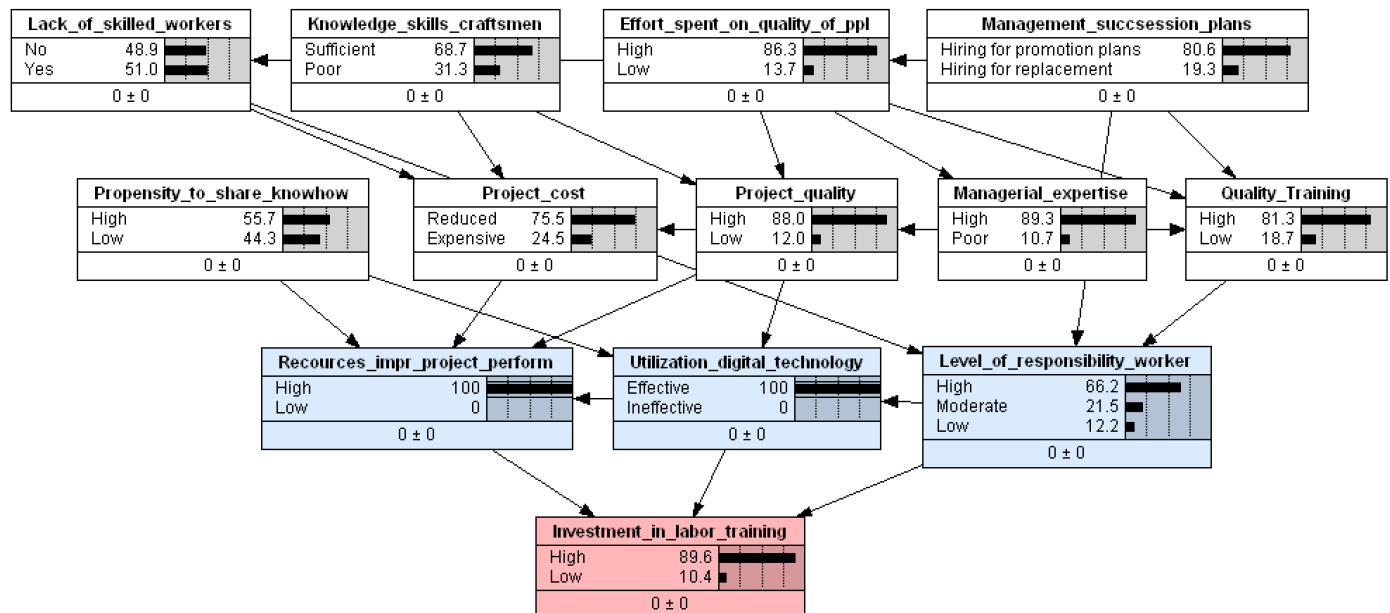 Lack_of_skilled_workers
No 48.9
Yes 51.0
0 ± 0
Knowledge_skills_craftsmen
Sufficient 68.7
Poor 31.3
0 ± 0
Effort_spent_on_quality_of_ppl
High 86.3
Low 13.7
0 ± 0
Management_succsession_plans
Hiring for promotion plans 80.6
Hiring for replacement 19.3
0 ± 0
Propensity_to_share_knowhow
High 55.7
Low 44.3
0 ± 0
Project_cost
Reduced 75.5
Expensive 24.5
0 ± 0
Project_quality
High 88.0
Low 12.0
0 ± 0
Managerial_expertise
High 89.3
Poor 10.7
0 ± 0
Quality_Training
High 81.3
Low 18.7
0 ± 0
Recources_impr_project_perform
High 100
Low 0
0 ± 0
Utilization_digital_technology
Effective 100
Ineffective 0
0 ± 0
Level_of_responsibility_worker
High 66.2
Moderate 21.5
Low 12.2
0 ± 0
Investment_in_labor_training
High 89.6
Low 10.4
0 ± 0